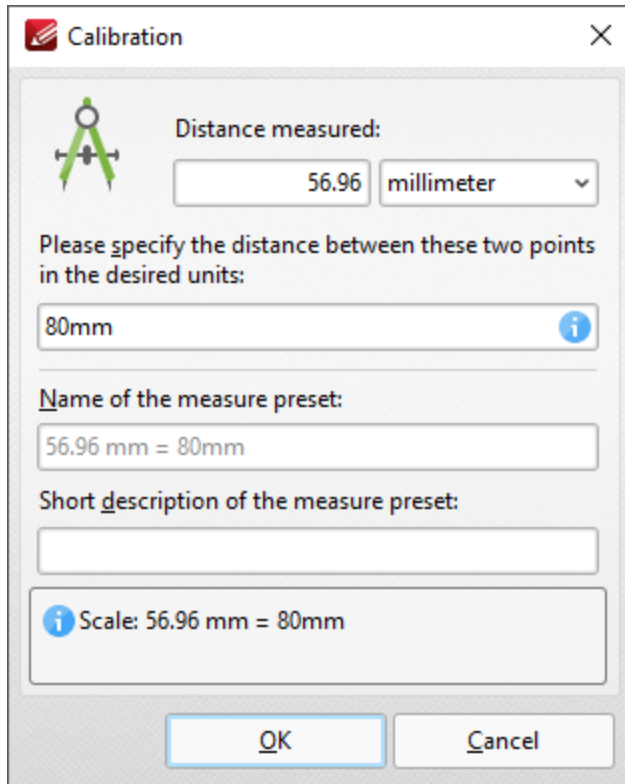 Calibration
Distance measured:
56.96 millimeter
Please specify the distance between these two points
in the desired units:
80mm
Name of the measure preset:
56.96 mm = 80mm
Short description of the measure preset:
Scale: 56.96 mm = 80mm
OK Cancel